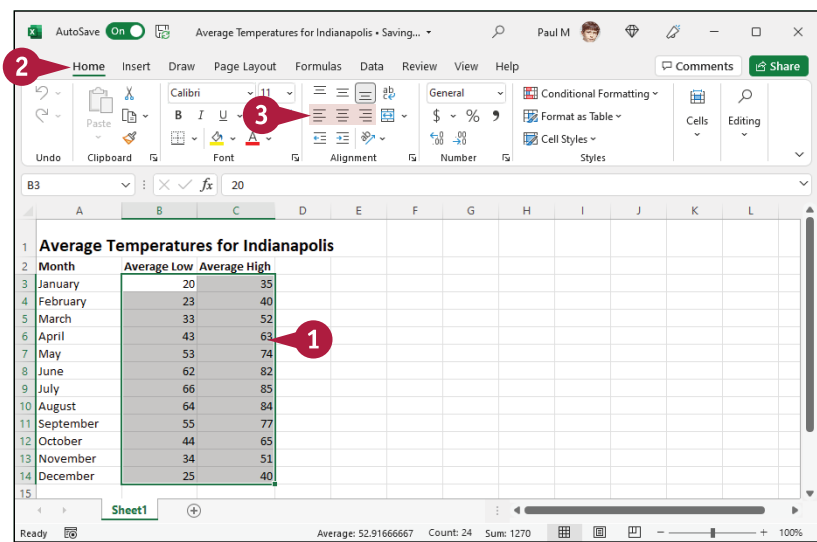 AutoSave On Average Temperatures for Indianapolis • Saving... Paul M
2 Home Insert Draw Page Layout Formulas Data Review View Help Comments Share
Calibri 11 ab General Conditional Formatting
Paste B I U 3 $ % 9 Format as Table Cells Editing
A Cell Styles
Undo Clipboard Font Alignment Number Styles
B3 fx 20
A B C D E F G H I J K L
1 Average Temperatures for Indianapolis
2 Month Average Low Average High
3 January 20 35
4 February 23 40
5 March 33 52
6 April 43 63
7 May 53 74
8 June 62 82
9 July 66 85
10 August 64 84
11 September 55 77
12 October 44 65
13 November 34 51
14 December 25 40
15
1
Sheet1
Ready Average: 52.91666667 Count: 24 Sum: 1270 100%